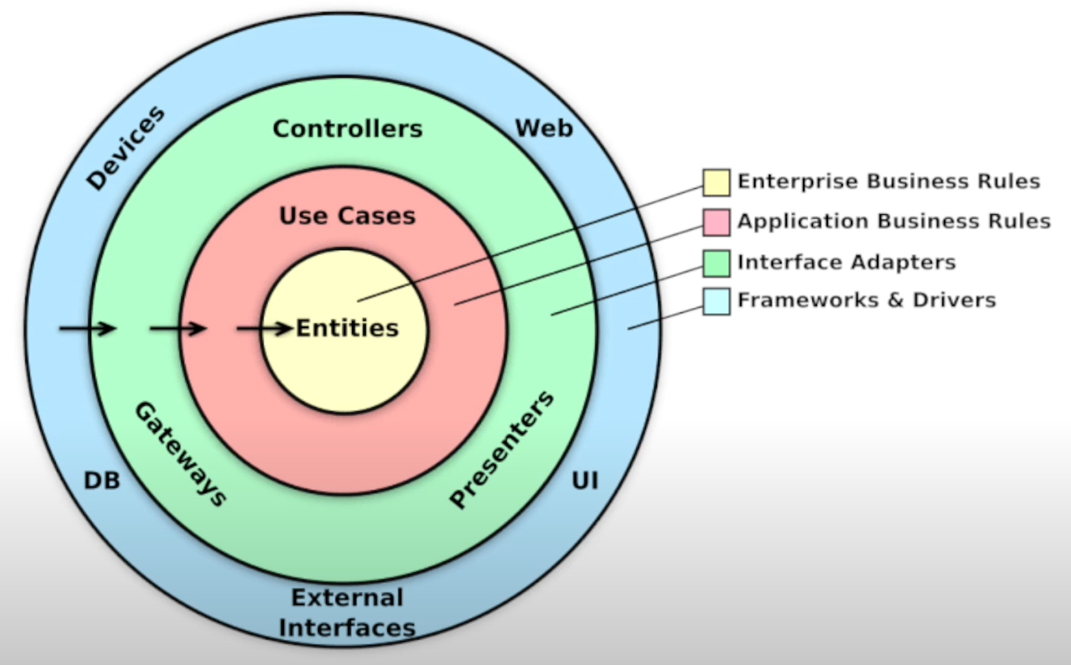 Devices
Controllers
Web
Use Cases
Entities
Gateways
Presenters
DB
UI
External
Interfaces
Enterprise Business Rules
Application Business Rules
Interface Adapters
Frameworks & Drivers